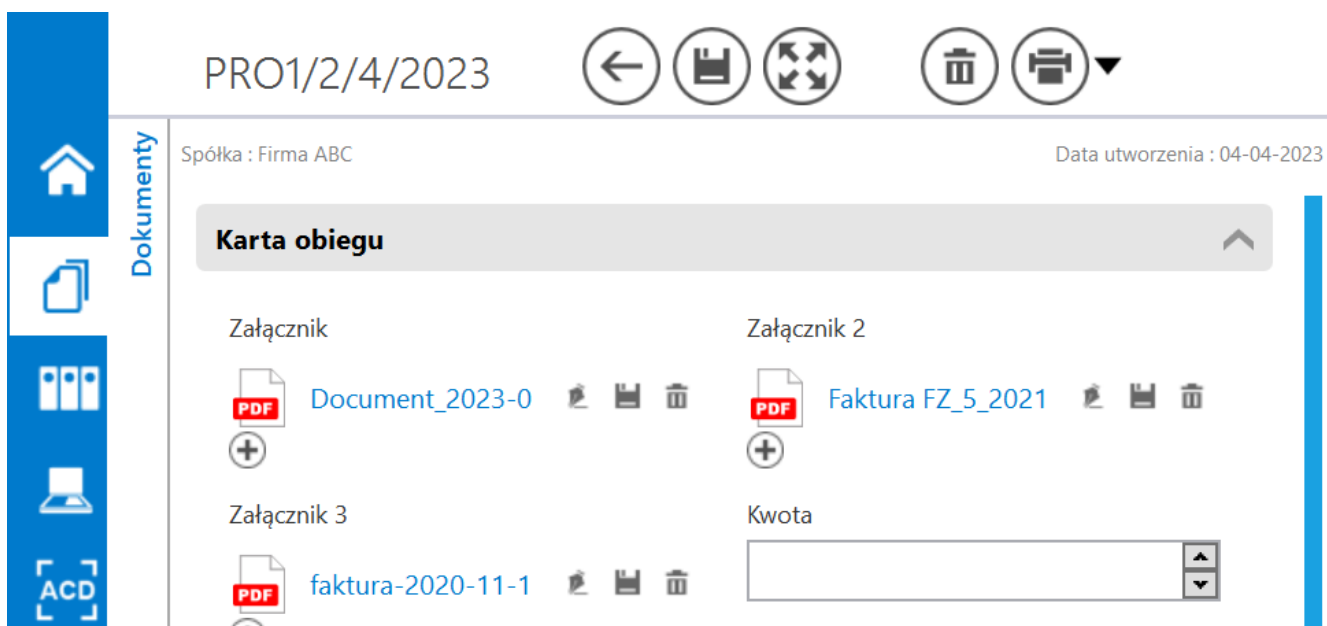 PRO1/2/4/2023
Dokumenty
Spółka : Firma ABC
Data utworzenia : 04-04-2023
Karta obiegu
Załącznik
Załącznik 2
PDF
Document_2023-0
PDF
Faktura FZ_5_2021
Załącznik 3
Kwota
PDF
faktura-2020-11-1
ACD